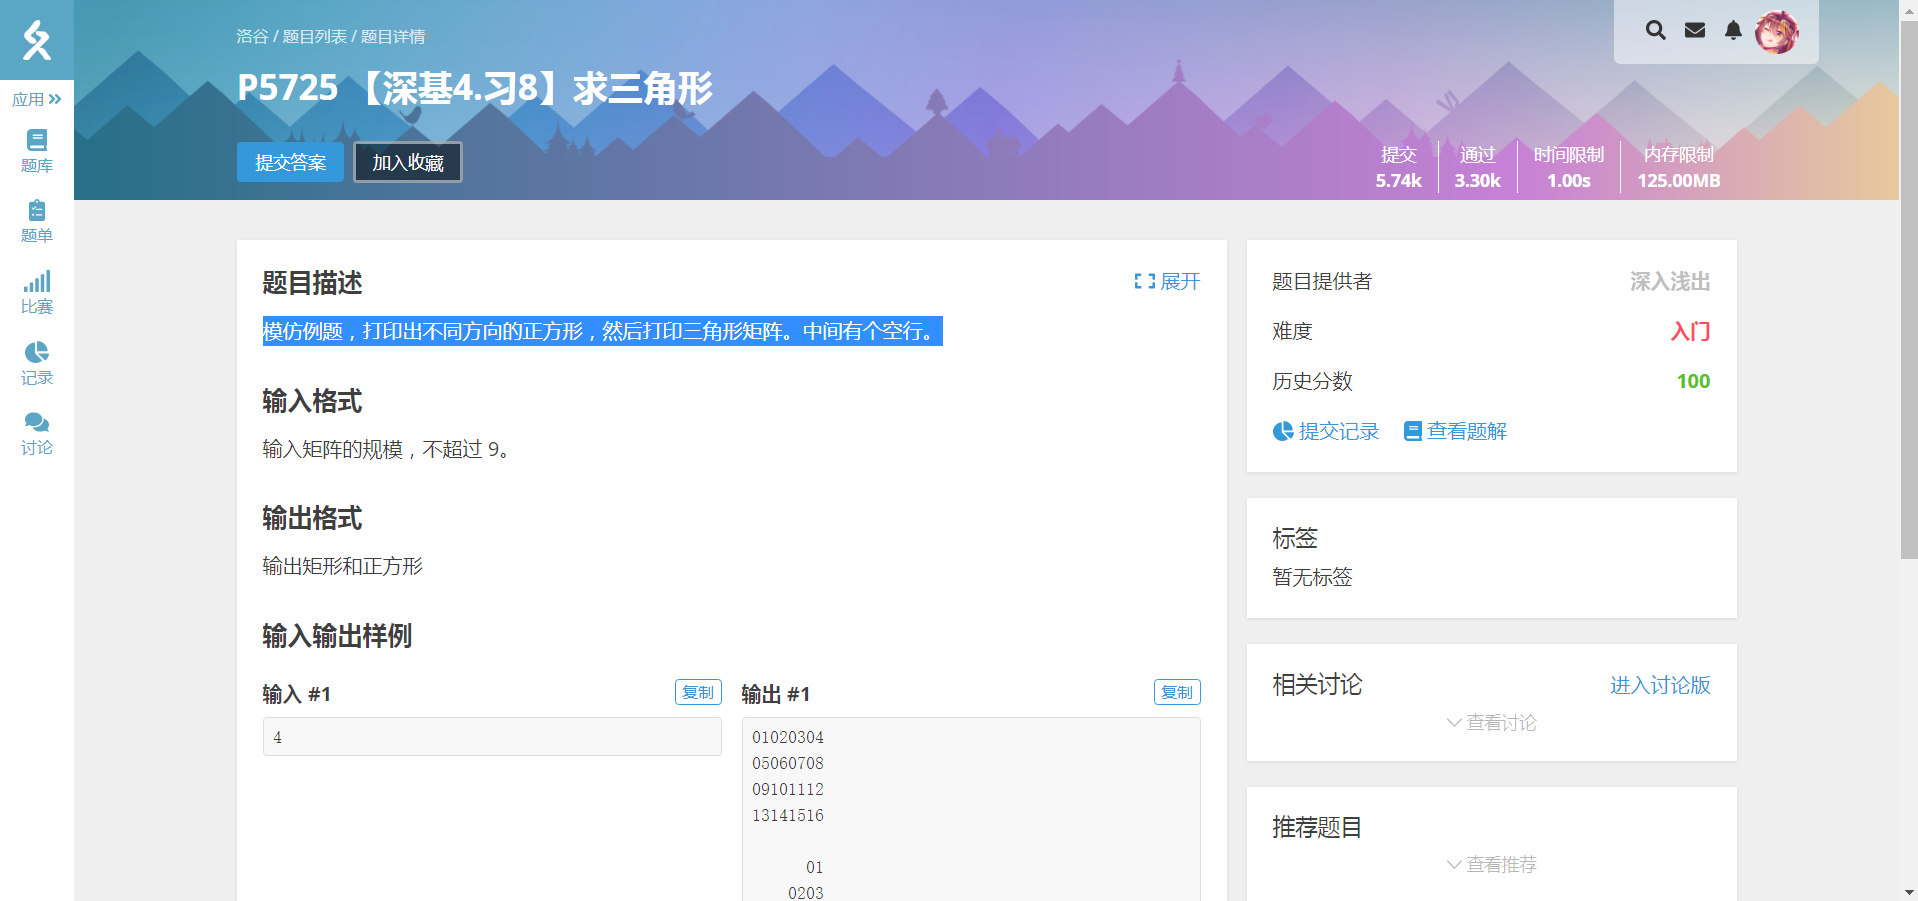 洛谷 / 题目列表 / 题目详情
P5725 【深基4.习8】求三角形
提交答案
加入收藏
提交
5.74k
通过
3.30k
时间限制
1.00s
内存限制
125.00MB
应用
题库
题单
比赛
记录
讨论
题目描述
展开
模仿例题，打印出不同方向的正方形，然后打印三角形矩阵。中间有个空行。
输入格式
输入矩阵的规模，不超过 9。
输出格式
输出矩形和正方形
输入输出样例
输入 #1
复制
4
输出 #1
复制
01020304
05060708
09101112
13141516
01
0203
题目提供者
深入浅出
难度
入门
历史分数
100
提交记录
查看题解
标签
暂无标签
相关讨论
进入讨论版
查看讨论
推荐题目
查看推荐